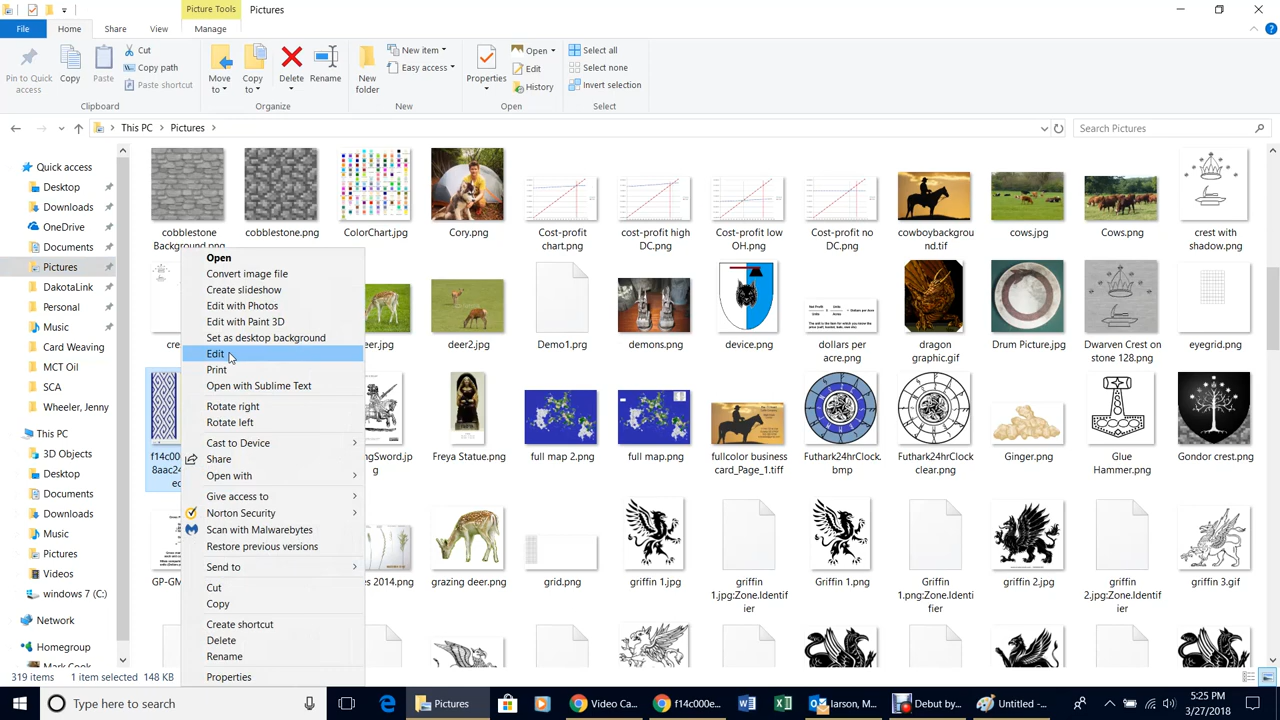 Picture Tools Pictures
File Home Share View Manage
Pin to Quick access
Copy
Paste
Cut
Copy path
Paste shortcut
Clipboard
Move to
Copy to
Delete
Rename
Organize
New folder
New item
Easy access
New
Properties
Open
Edit
History
Open
Select all
Select none
Invert selection
Select
This PC Pictures
Search Pictures
Quick access
Desktop
Downloads
OneDrive
Documents
Pictures
DakotaLink
Personal
Music
Card Weaving
MCT Oil
SCA
Wheeler, Jenny
This PC
3D Objects
Desktop
Documents
Downloads
Music
Pictures
Videos
windows 7 (C:)
Network
Homegroup
Mark Cook
cobblestone Background.png
cobblestone.png
ColorChart.jpg
Cory.png
Cost-profit chart.png
cost-profit high DC.png
Cost-profit low OH.png
Cost-profit no DC.png
cowboybackground.tif
cows.jpg
Cows.png
crest with shadow.png
deer2.jpg
Demo1.png
demons.png
device.png
dollars per acre.png
dragon graphic.gif
Drum Picture.jpg
Dwarven Crest on stone 128.png
eyegrid.png
f14c00
8aac24
Freya Statue.png
full map 2.png
full map.png
fullcolor business card_Page_1.tiff
Futhark24hrClock.bmp
Futhark24hrClock clear.png
Ginger.png
Glue Hammer.png
Gondor crest.png
GP-GM
grazing deer.png
grid.png
griffin 1.jpg
griffin 1.jpg:Zone.Identifier
Griffin 1.png
Griffin 1.png:Zone.Identifier
griffin 2.jpg
griffin 2.jpg:Zone.Identifier
griffin 3.gif
Open
Convert image file
Create slideshow
Edit with Photos
Edit with Paint 3D
Set as desktop background
Edit
Print
Open with Sublime Text
Rotate right
Rotate left
Cast to Device
Share
Open with
Give access to
Norton Security
Scan with Malwarebytes
Restore previous versions
Send to
Cut
Copy
Create shortcut
Delete
Rename
Properties
319 items 1 item selected 148 KB
Type here to search
Pictures
Video Ca...
f14c000e...
larson, M...
Debut by...
Untitled -...
5:25 PM
3/27/2018